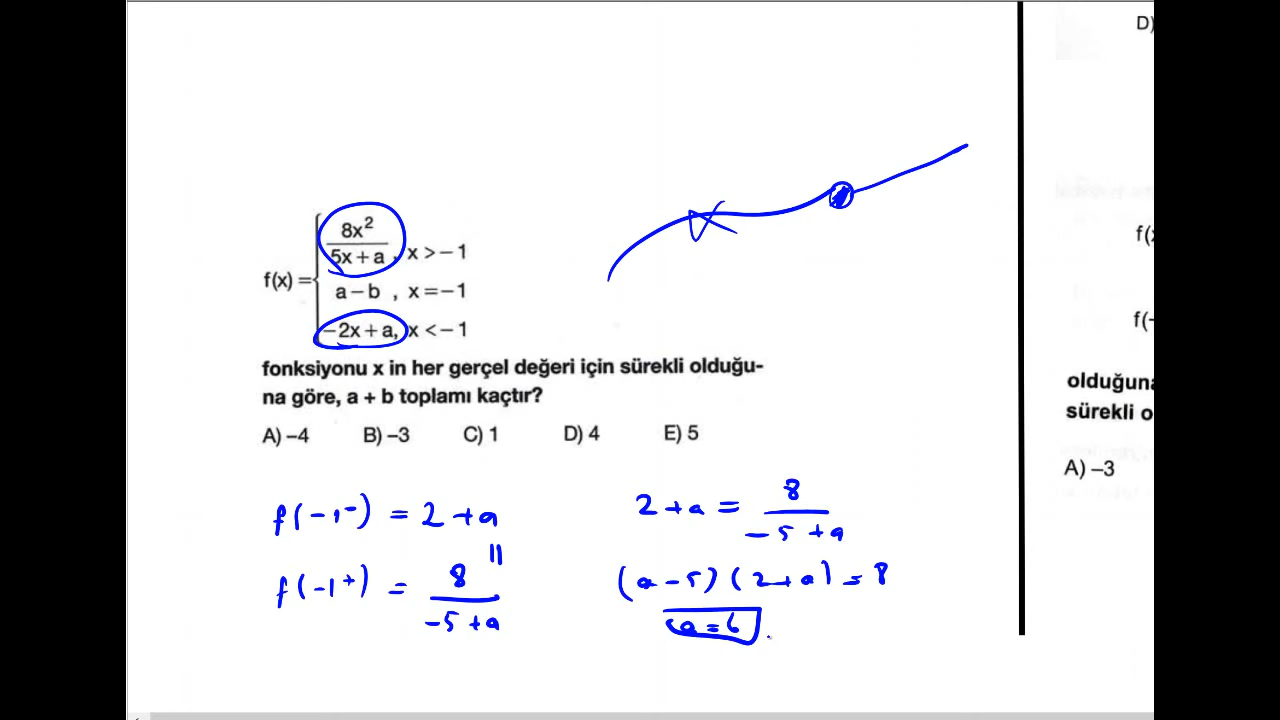 D)
8x²
5x + a , x > –1
f(x) =
a – b , x = –1
–2x + a, x < –1
f(x
f(–
fonksiyonu x in her gerçel değeri için sürekli olduğu-
na göre, a + b toplamı kaçtır?
olduğuna
sürekli o
A) –4 B) –3 C) 1 D) 4 E) 5
A) –3
f(-1⁻) = 2 + a
=
f(-1⁺) = 8
-5 + a
2 + a = 8
-5 + a
(a - 5) (2 + a) = 8
a = 6